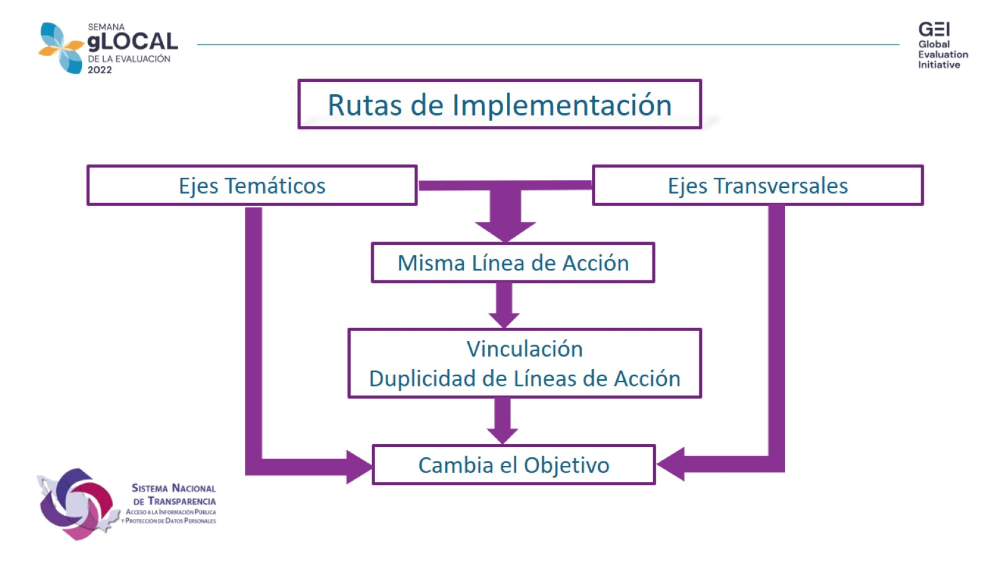 SEMANA
gLOCAL
DE LA EVALUACIÓN
2022
GEI
Global
Evaluation
Initiative
Rutas de Implementación
Ejes Temáticos
Ejes Transversales
Misma Línea de Acción
Vinculación
Duplicidad de Líneas de Acción
Cambia el Objetivo
SISTEMA NACIONAL
DE TRANSPARENCIA
ACCESO A LA INFORMACIÓN PÚBLICA
Y PROTECCIÓN DE DATOS PERSONALES